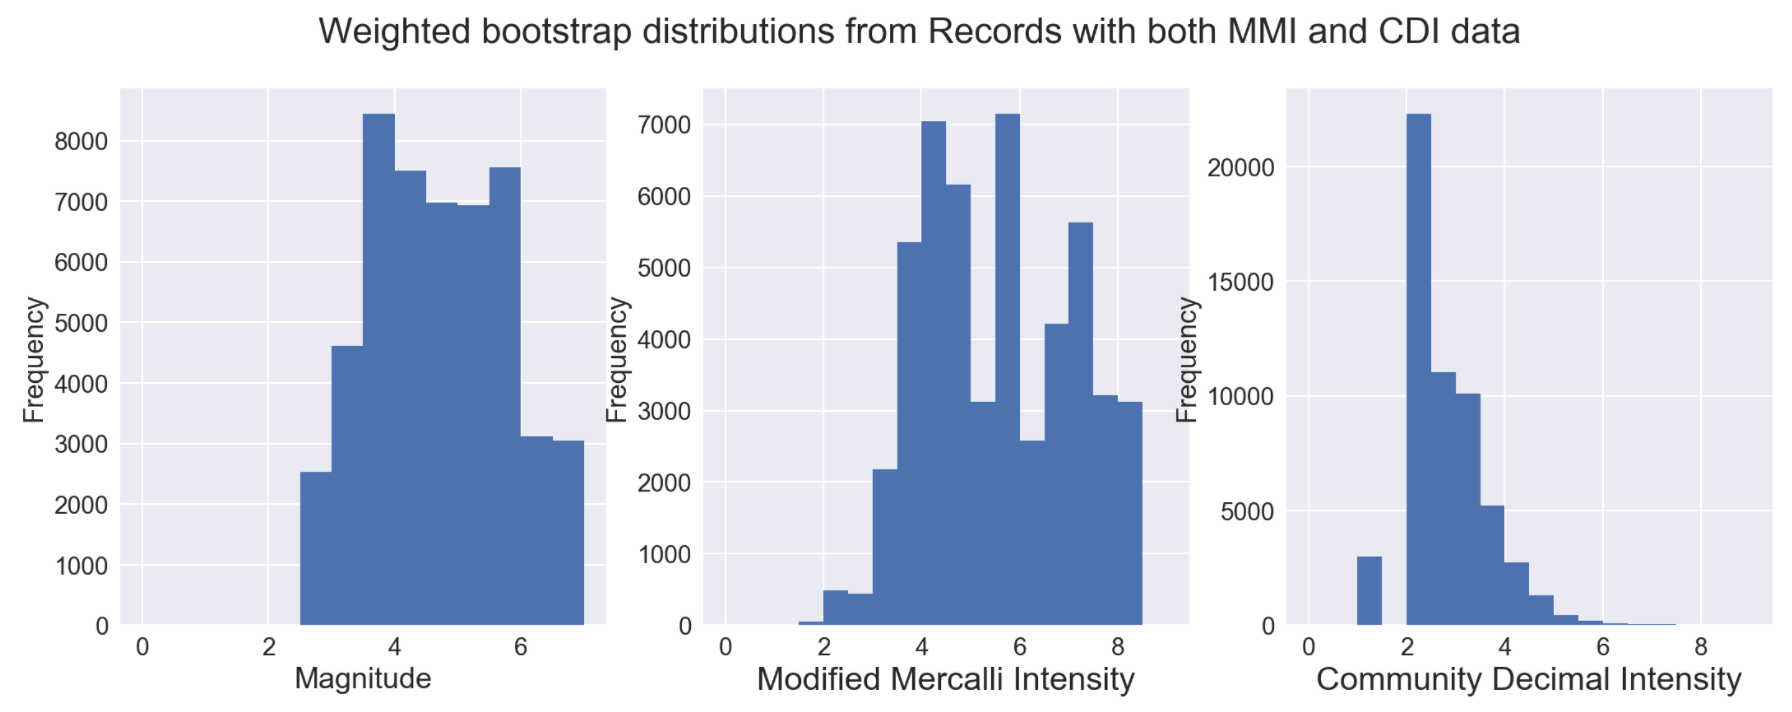 Weighted bootstrap distributions from Records with both MMI and CDI data
Frequency
8000
7000
6000
5000
4000
3000
2000
1000
0
0 2 4 6
Magnitude
Frequency
7000
6000
5000
4000
3000
2000
1000
0
0 2 4 6 8
Modified Mercalli Intensity
Frequency
20000
15000
10000
5000
0
0 2 4 6 8
Community Decimal Intensity